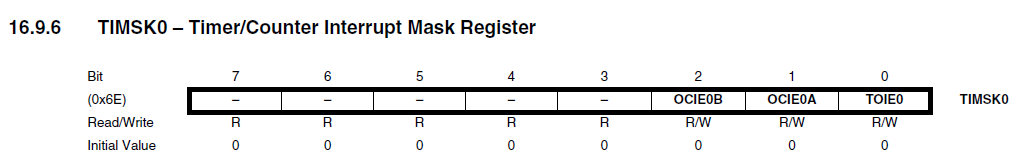 16.9.6 TIMSK0 – Timer/Counter Interrupt Mask Register
Bit 7 6 5 4 3 2 1 0
(0x6E) – – – – – OCIE0B OCIE0A TOIE0 TIMSK0
Read/Write R R R R R R/W R/W R/W
Initial Value 0 0 0 0 0 0 0 0